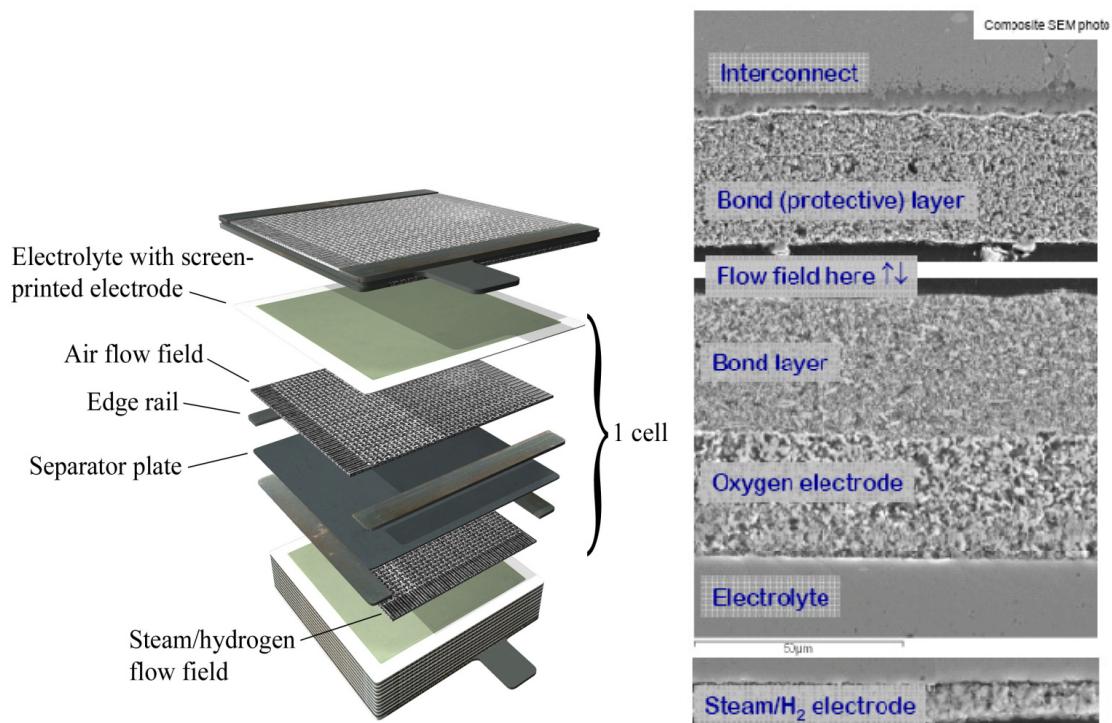 Electrolyte with screen-
printed electrode
Air flow field
Edge rail
Separator plate
1 cell
Steam/hydrogen
flow field
Composite SEM photo
Interconnect
Bond (protective) layer
Flow field here ↑↓
Bond layer
Oxygen electrode
Electrolyte
50µm
Steam/H₂ electrode